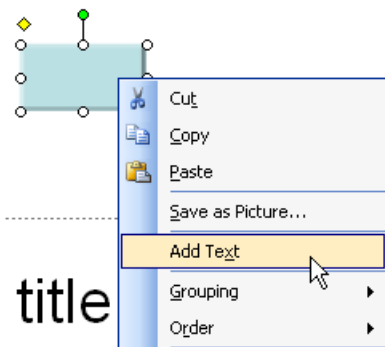 Cut
Copy
Paste
Save as Picture...
Add Text
title
Grouping
Order